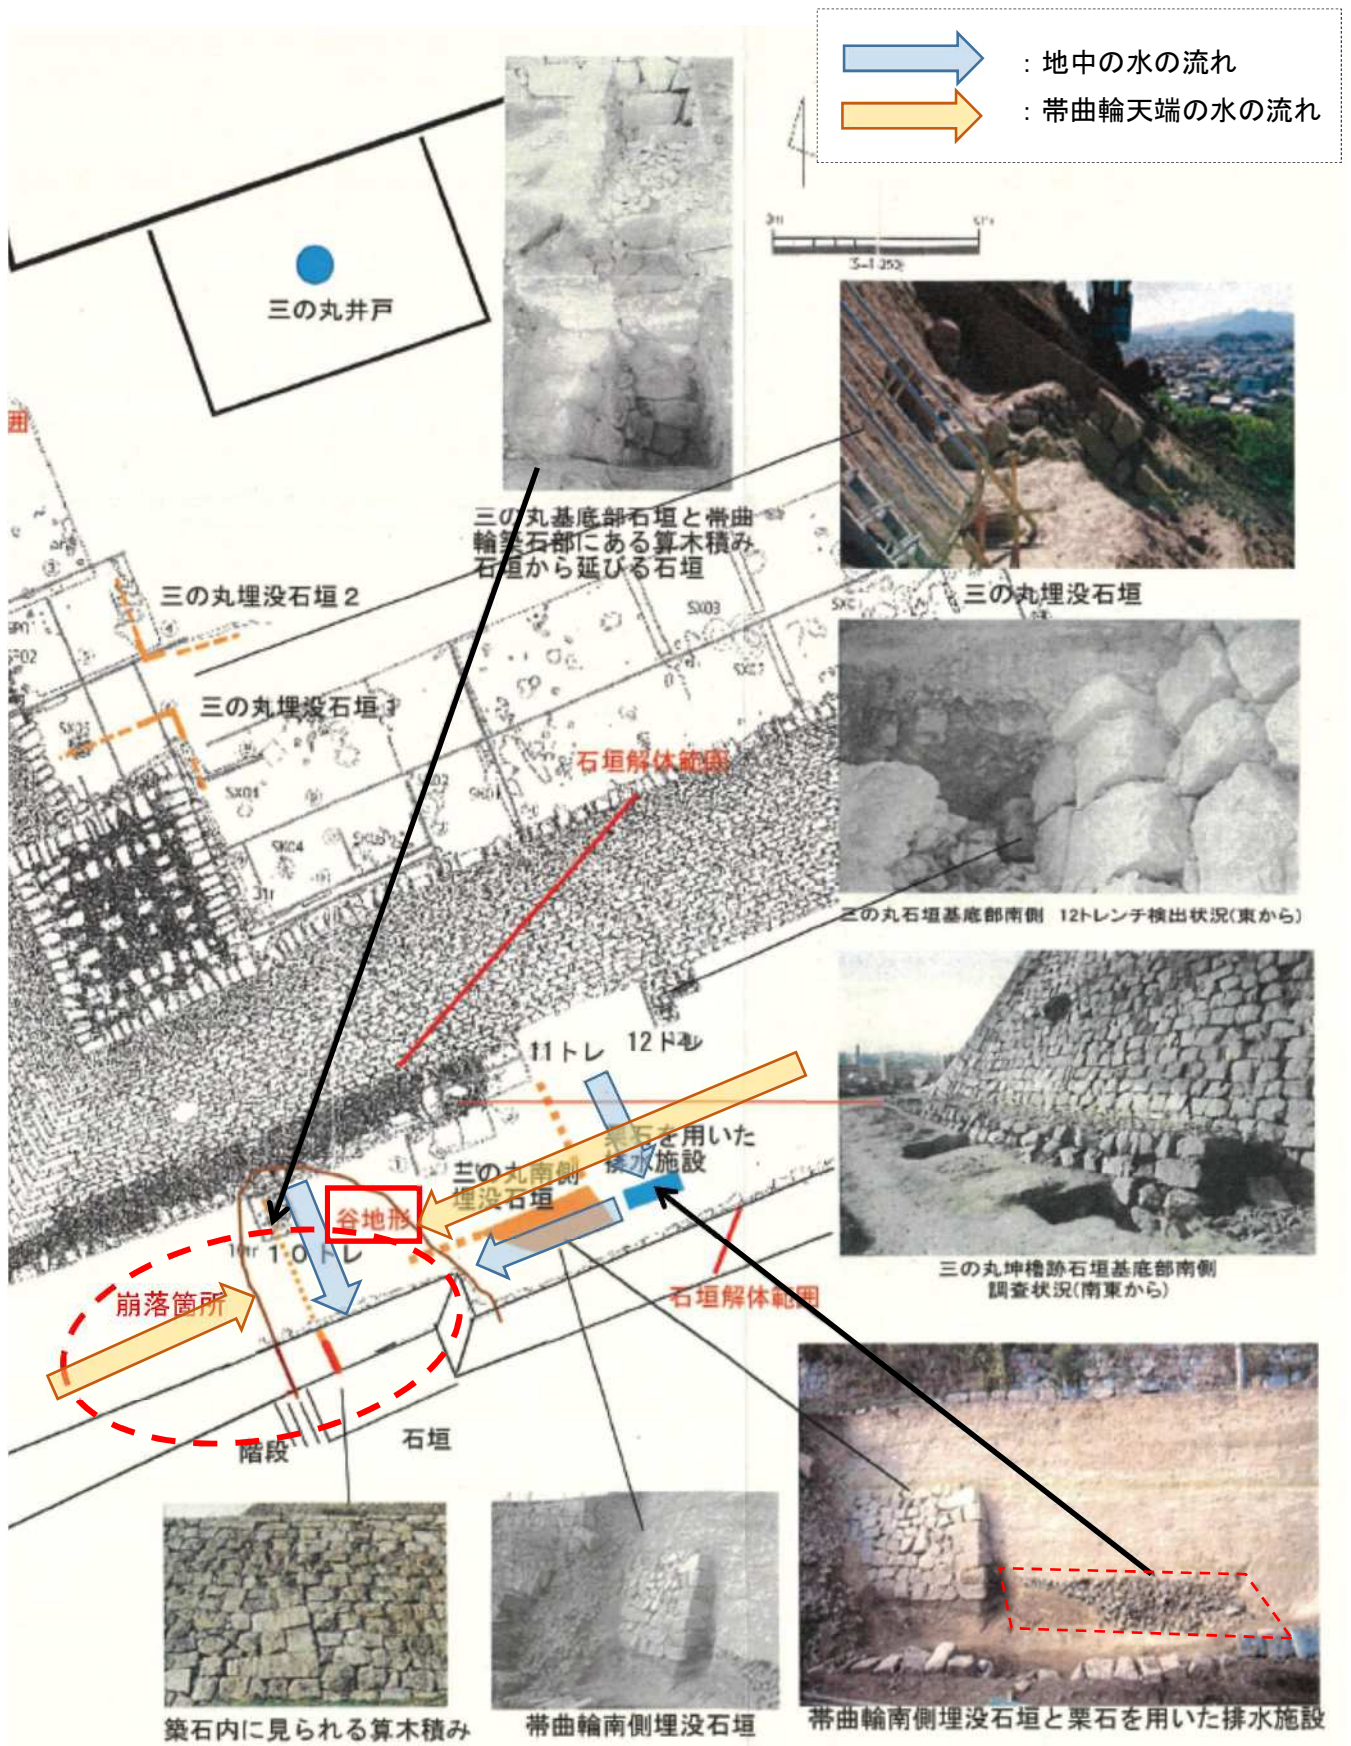 ：地中の水の流れ
：帯曲輪天端の水の流れ
三の丸井戸
三の丸基底部石垣と帯曲
輪築石部にある算木積み
石垣から延びる石垣
三の丸埋没石垣
三の丸埋没石垣２
SX03
三の丸埋没石垣1
石垣解体範囲
SX01
SK04
三の丸石垣基底部南側 12トレンチ検出状況(東から)
11トレ
12トレ
栗石を用いた
排水施設
三の丸南側
埋没石垣
谷地形
１０トレ
崩落箇所
石垣解体範囲
三の丸坤櫓跡石垣基底部南側
調査状況(南東から)
階段
石垣
築石内に見られる算木積み
帯曲輪南側埋没石垣
帯曲輪南側埋没石垣と栗石を用いた排水施設